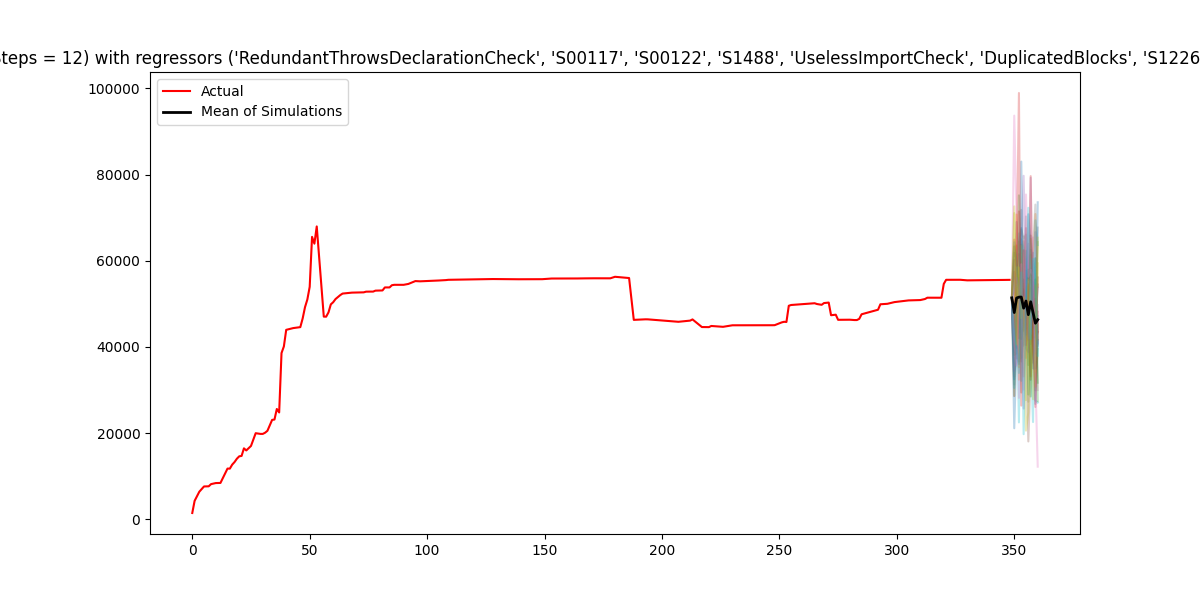 teps = 12) with regressors ('RedundantThrowsDeclarationCheck', 'S00117', 'S00122', 'S1488', 'UselessImportCheck', 'DuplicatedBlocks', 'S1226
Actual
Mean of Simulations
100000
80000
60000
40000
20000
0
0 50 100 150 200 250 300 350